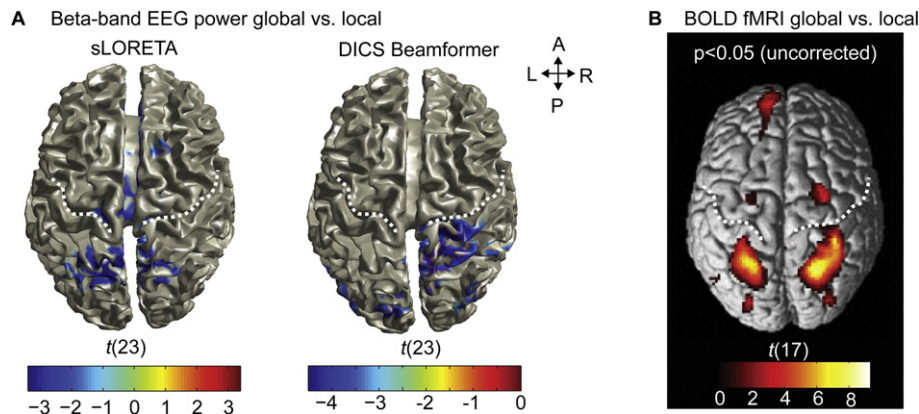 A Beta-band EEG power global vs. local
sLORETA
DICS Beamformer
A
L R
P
t(23)
−3 −2 −1 0 1 2 3
t(23)
−4 −3 −2 −1 0
B BOLD fMRI global vs. local
p<0.05 (uncorrected)
t(17)
0 2 4 6 8